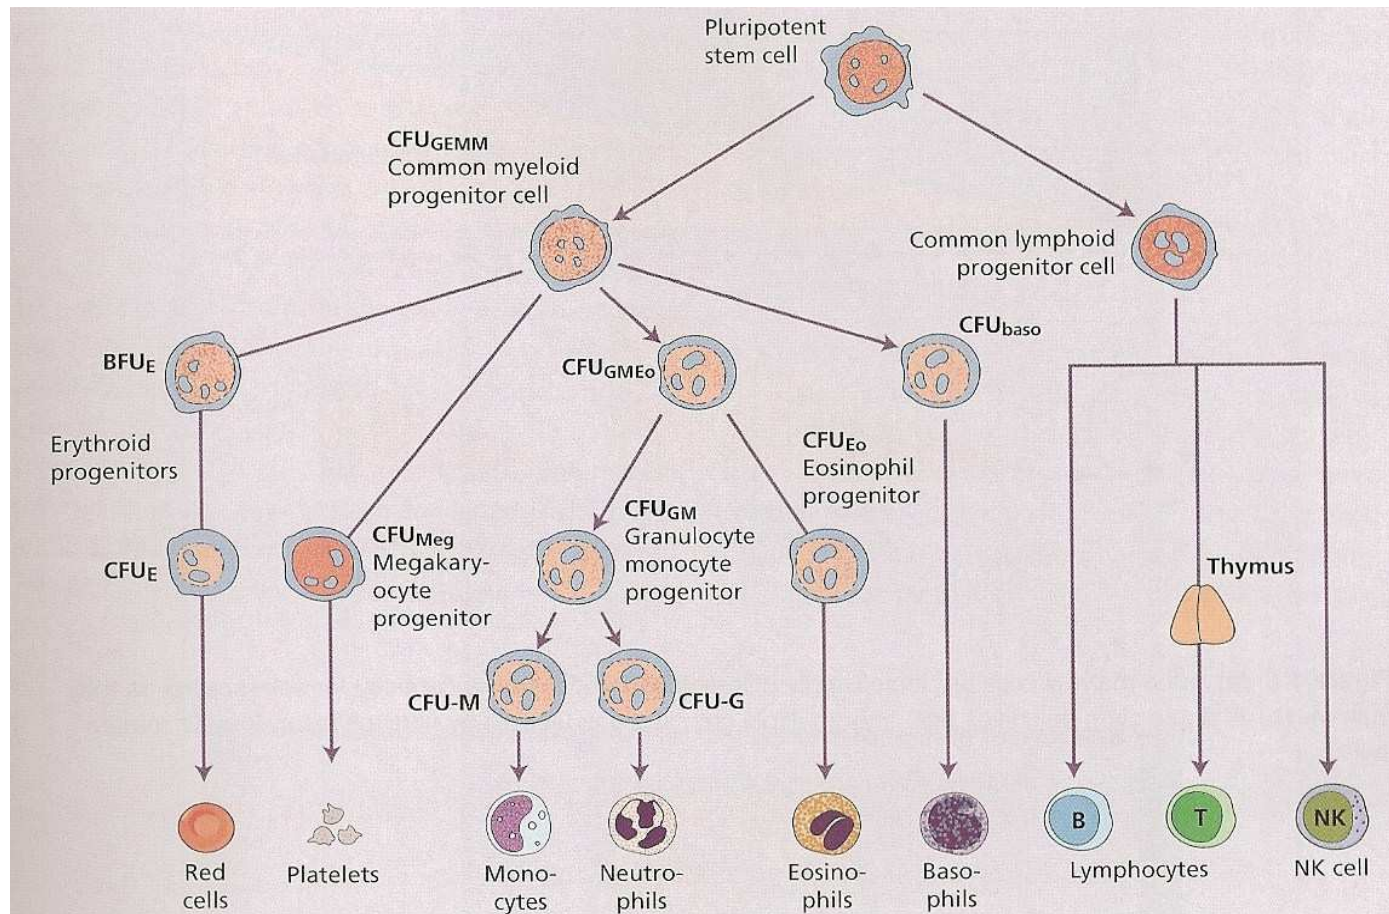 Pluripotent
stem cell
CFUGEMM
Common myeloid
progenitor cell
Common lymphoid
progenitor cell
BFUE
CFUGMEo
CFUbaso
Erythroid
progenitors
CFUEo
Eosinophil
progenitor
CFUE
CFUMeg
Megakary-
ocyte
progenitor
CFUGM
Granulocyte
monocyte
progenitor
Thymus
CFU-M
CFU-G
B
T
NK
Red
cells
Platelets
Mono-
cytes
Neutro-
phils
Eosino-
phils
Baso-
phils
Lymphocytes
NK cell